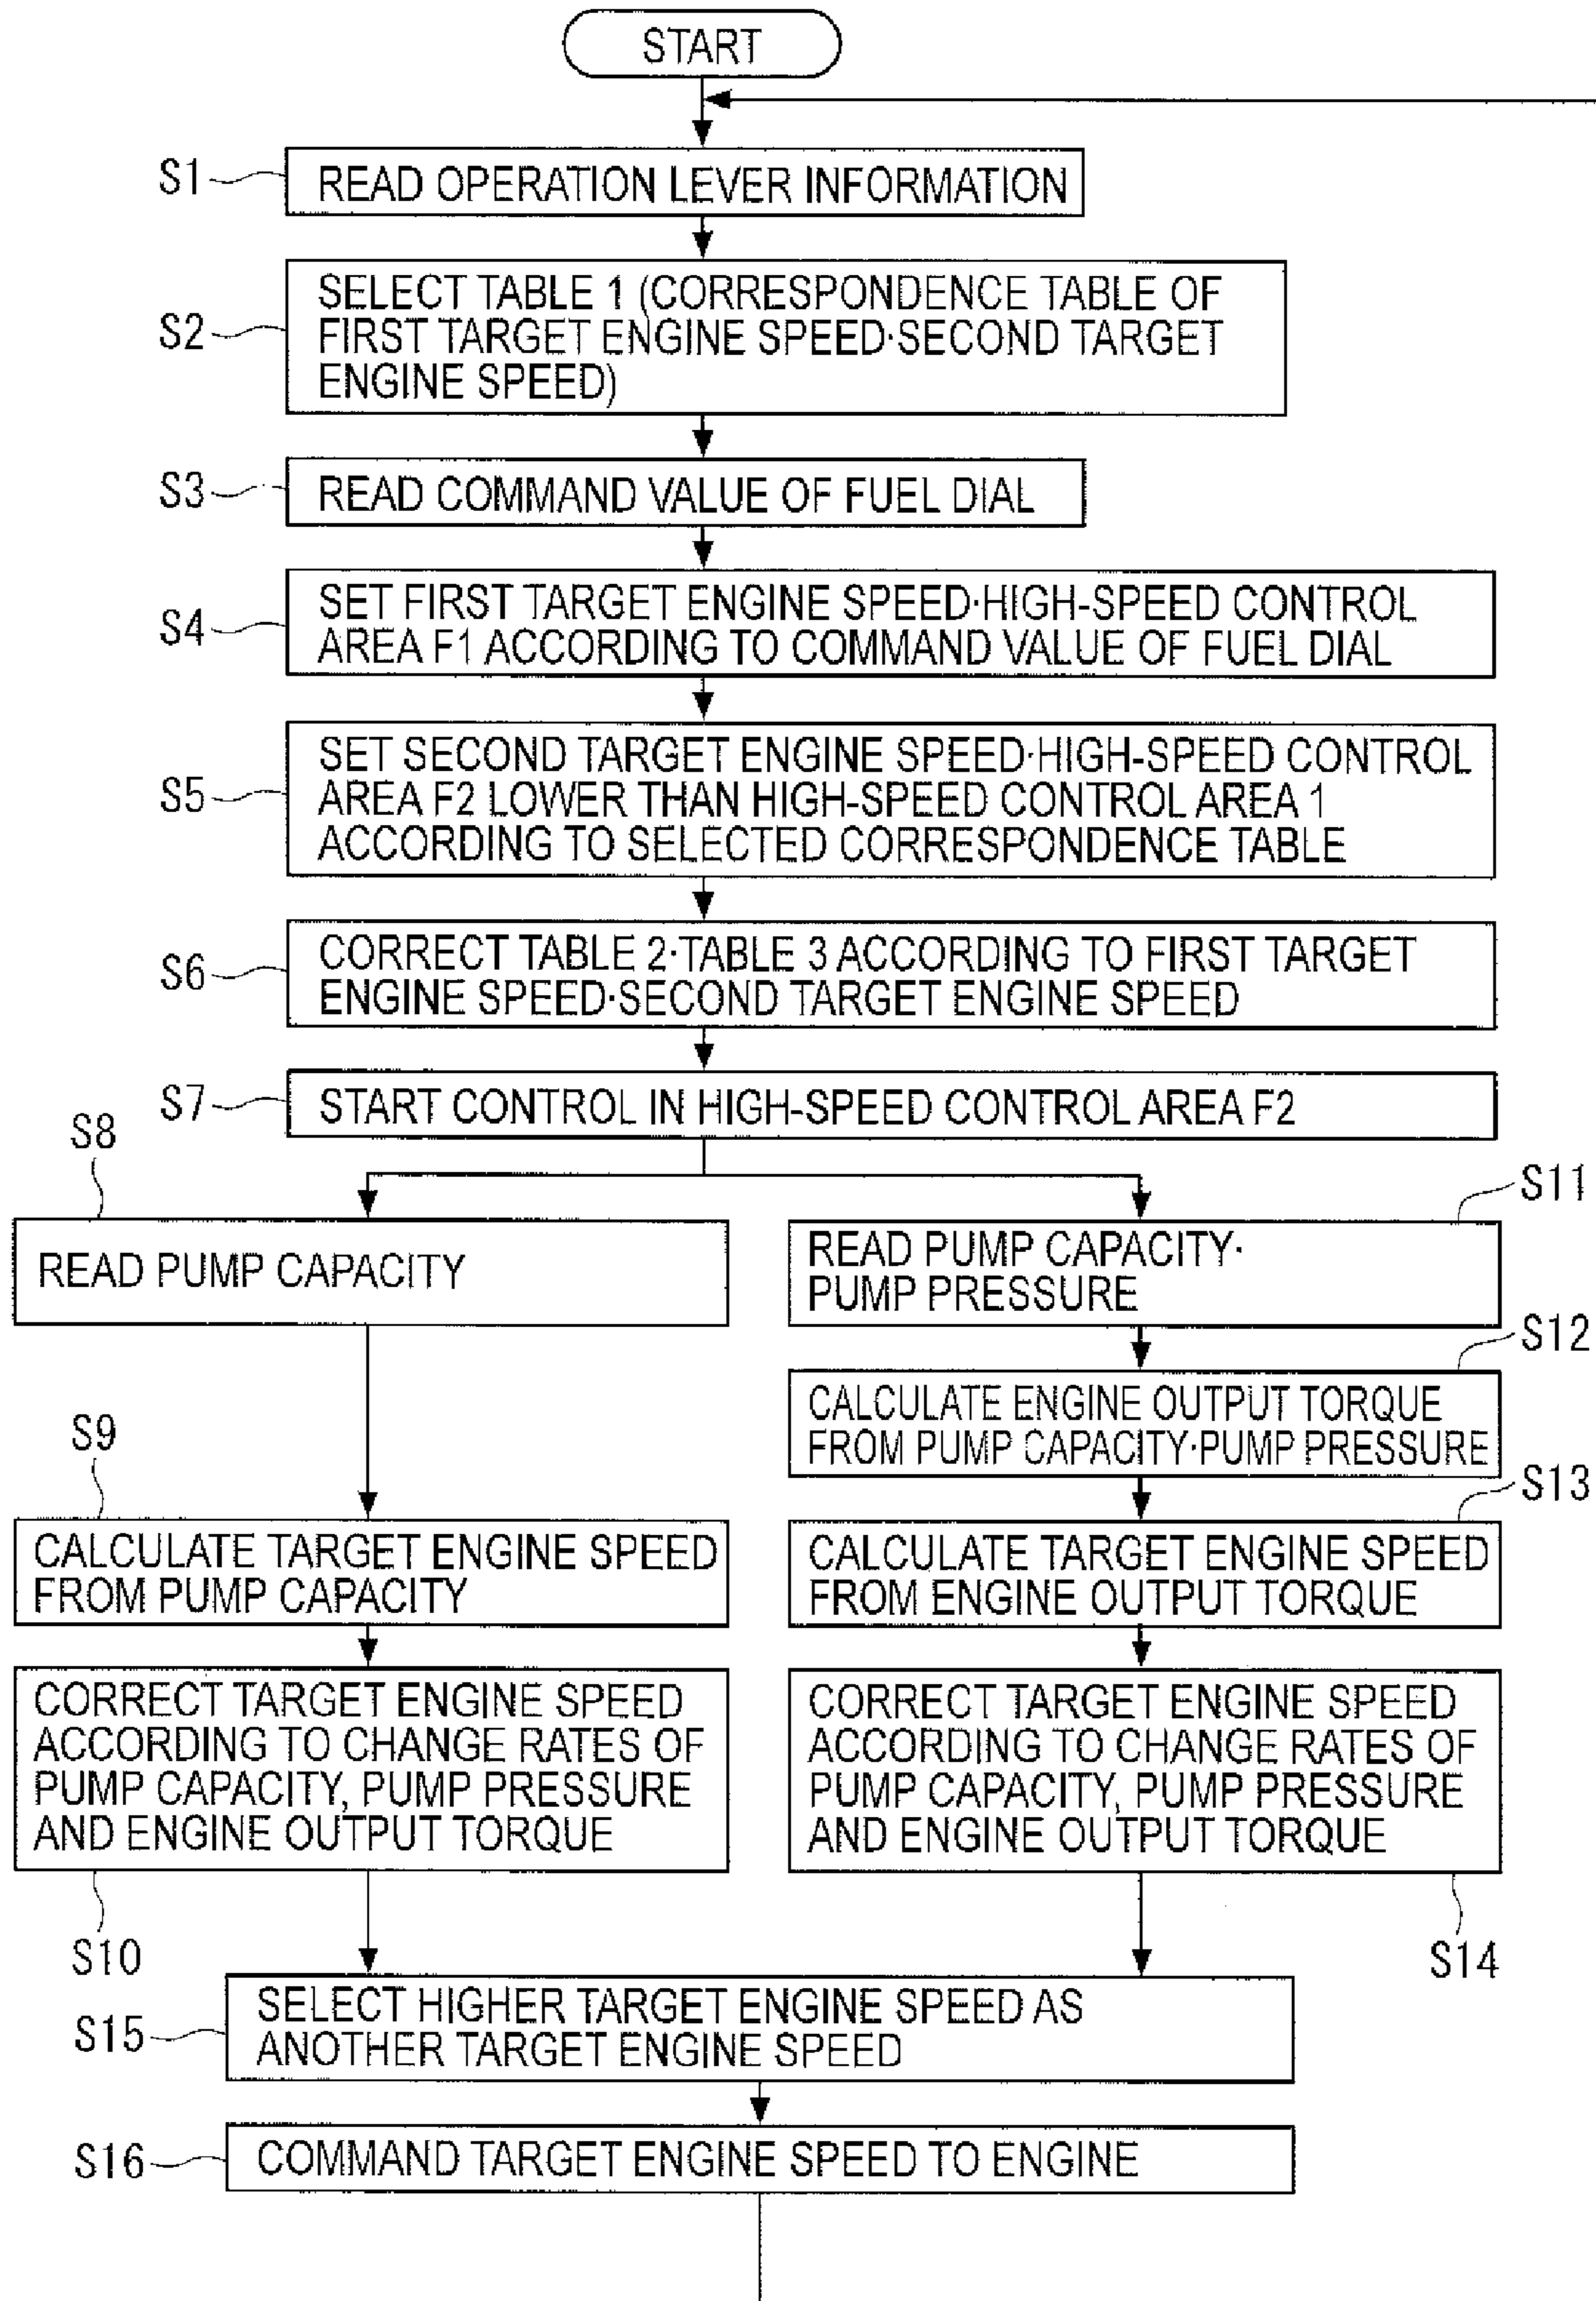 START
S1
READ OPERATION LEVER INFORMATION
S2
SELECT TABLE 1 (CORRESPONDENCE TABLE OF
FIRST TARGET ENGINE SPEED·SECOND TARGET
ENGINE SPEED)
S3
READ COMMAND VALUE OF FUEL DIAL
S4
SET FIRST TARGET ENGINE SPEED·HIGH-SPEED CONTROL
AREA F1 ACCORDING TO COMMAND VALUE OF FUEL DIAL
S5
SET SECOND TARGET ENGINE SPEED·HIGH-SPEED CONTROL
AREA F2 LOWER THAN HIGH-SPEED CONTROL AREA 1
ACCORDING TO SELECTED CORRESPONDENCE TABLE
S6
CORRECT TABLE 2·TABLE 3 ACCORDING TO FIRST TARGET
ENGINE SPEED·SECOND TARGET ENGINE SPEED
S7
START CONTROL IN HIGH-SPEED CONTROL AREA F2
S8
READ PUMP CAPACITY
S9
CALCULATE TARGET ENGINE SPEED
FROM PUMP CAPACITY
CORRECT TARGET ENGINE SPEED
ACCORDING TO CHANGE RATES OF
PUMP CAPACITY, PUMP PRESSURE
AND ENGINE OUTPUT TORQUE
S10
S11
READ PUMP CAPACITY·
PUMP PRESSURE
S12
CALCULATE ENGINE OUTPUT TORQUE
FROM PUMP CAPACITY·PUMP PRESSURE
S13
CALCULATE TARGET ENGINE SPEED
FROM ENGINE OUTPUT TORQUE
CORRECT TARGET ENGINE SPEED
ACCORDING TO CHANGE RATES OF
PUMP CAPACITY, PUMP PRESSURE
AND ENGINE OUTPUT TORQUE
S14
S15
SELECT HIGHER TARGET ENGINE SPEED AS
ANOTHER TARGET ENGINE SPEED
S16
COMMAND TARGET ENGINE SPEED TO ENGINE